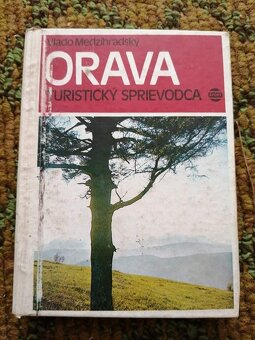 Vlado Medzihradský
ORAVA
TURISTICKÝ SPRIEVODCA